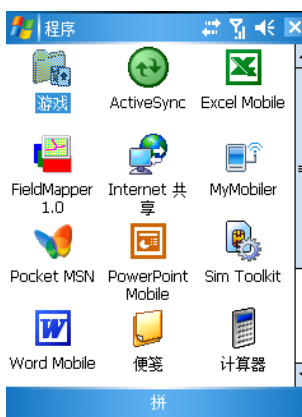 程序
游戏
ActiveSync
Excel Mobile
FieldMapper
1.0
Internet 共
享
MyMobiler
Pocket MSN
PowerPoint
Mobile
Sim Toolkit
Word Mobile
便笺
计算器
拼